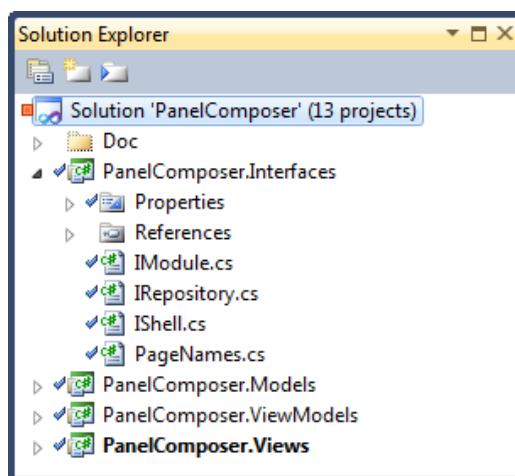 Solution Explorer
Solution 'PanelComposer' (13 projects)
Doc
PanelComposer.Interfaces
Properties
References
IModule.cs
IRepository.cs
IShell.cs
PageNames.cs
PanelComposer.Models
PanelComposer.ViewModels
PanelComposer.Views